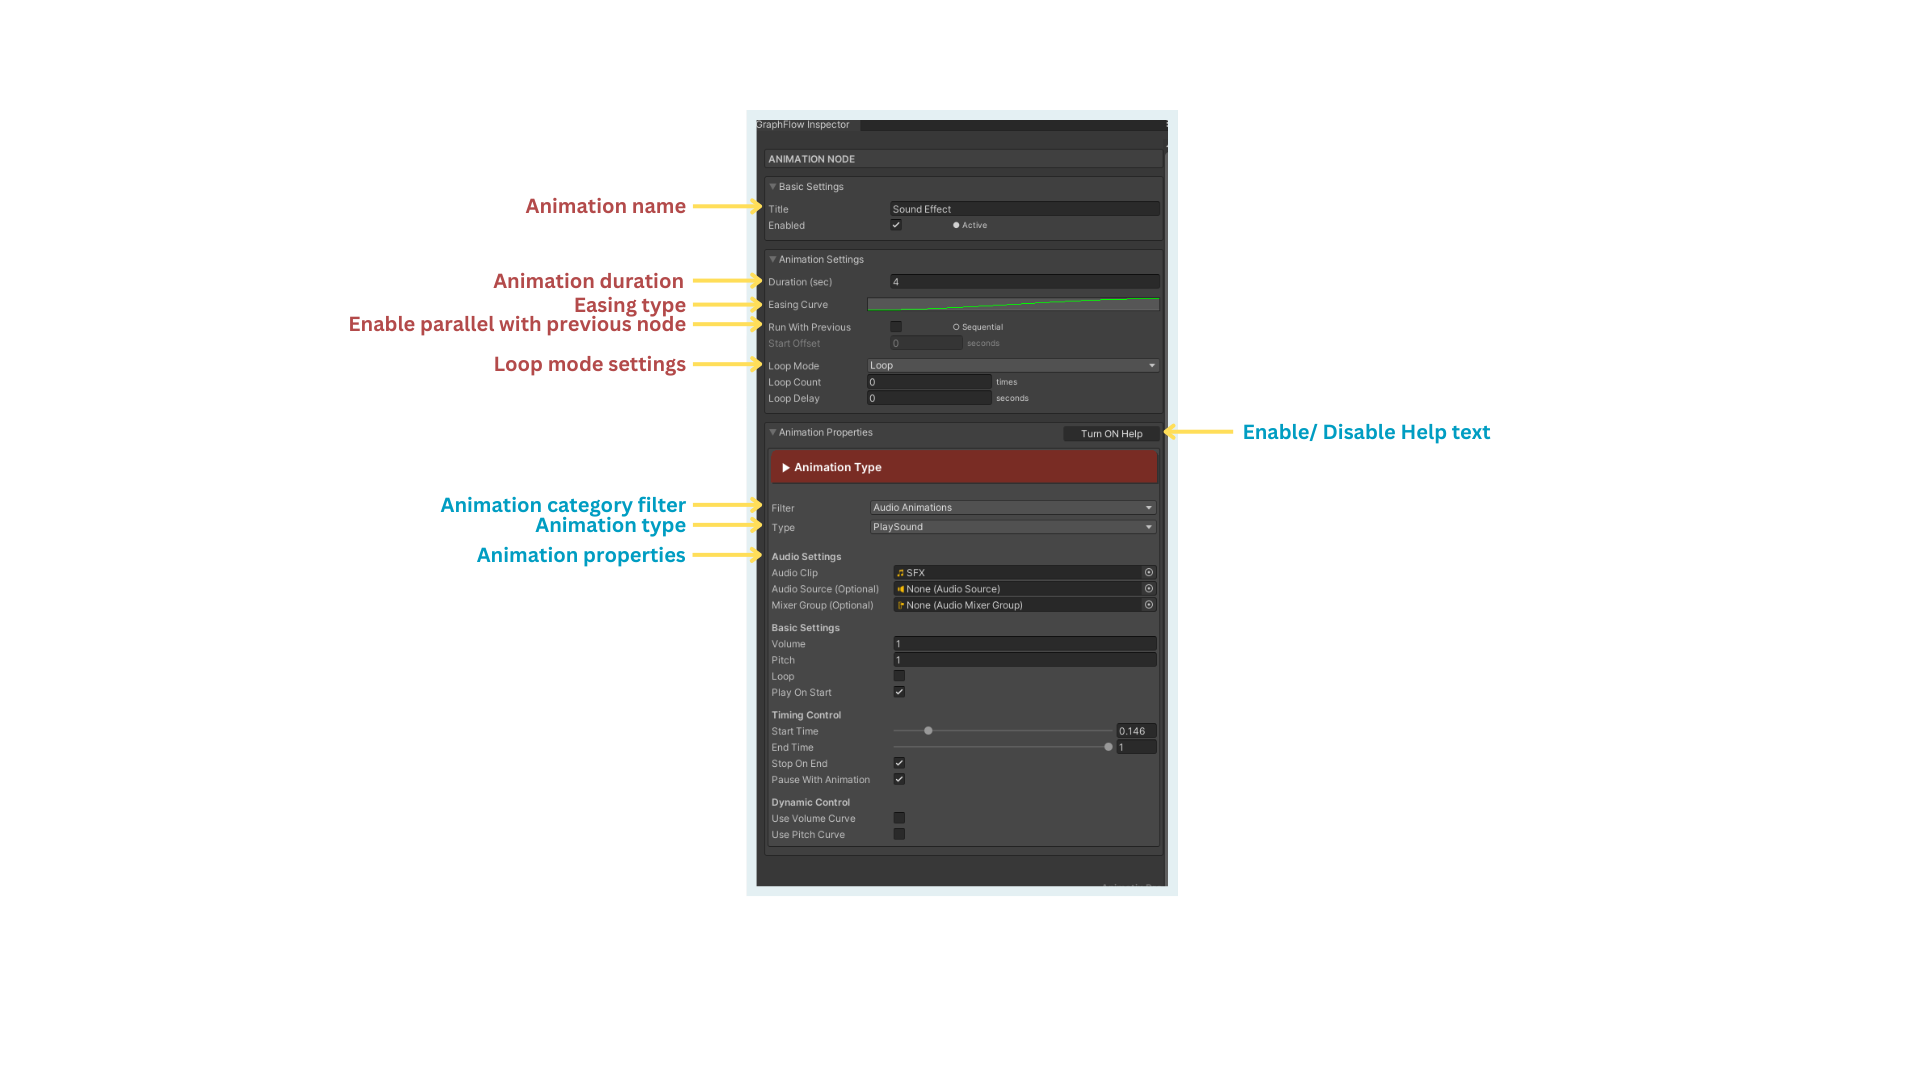 GraphFlow Inspector
ANIMATION NODE
Basic Settings
Animation name
Title Sound Effect
Enabled Active
Animation Settings
Animation duration
Duration (sec) 4
Easing type
Easing Curve
Enable parallel with previous node
Run With Previous Sequential
Start Offset 0 seconds
Loop mode settings
Loop Mode Loop
Loop Count 0 times
Loop Delay 0 seconds
Animation Properties Turn ON Help
Enable/ Disable Help text
Animation Type
Animation category filter
Filter Audio Animations
Animation type
Type PlaySound
Animation properties
Audio Settings
Audio Clip SFX
Audio Source (Optional) None (Audio Source)
Mixer Group (Optional) None (Audio Mixer Group)
Basic Settings
Volume 1
Pitch 1
Loop
Play On Start
Timing Control
Start Time 0.146
End Time 1
Stop On End
Pause With Animation
Dynamic Control
Use Volume Curve
Use Pitch Curve